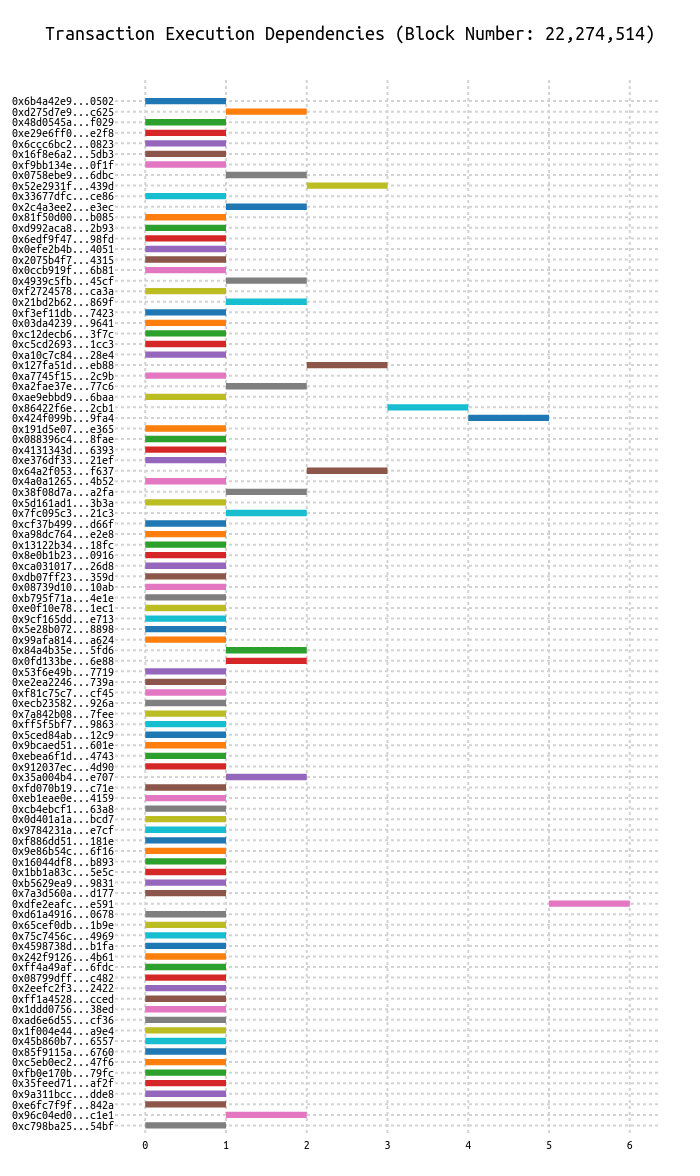 Transaction Execution Dependencies (Block Number: 22,274,514)
0x6b4a42e9...0502
0xd275d7e9...c625
0x48d0545a...f029
0xe29e6ff0...e2f8
0x6ccc6bc2...0823
0x16f8e6a2...5db3
0xf9bb134e...0f1f
0x0758ebe9...6dbc
0x52e2931f...439d
0x33677dfc...ce86
0x2c4a3ee2...e3ec
0x81f50d00...b085
0xd992aca8...2b93
0x6edf9f47...98fd
0x0efe2b4b...4051
0x2075b4f7...4315
0x0ccb919f...6b81
0x4939c5fb...45cf
0xf2724578...ca3a
0x21bd2b62...869f
0xf3ef11db...7423
0x03da4239...9641
0xc12decb6...3f7c
0xc5cd2693...1cc3
0xa10c7c84...28e4
0x127fa51d...eb88
0xa7745f15...2c9b
0xa2fae37e...77c6
0xae9ebbd9...6baa
0x86422f6e...2cb1
0x424f099b...9fa4
0x191d5e07...e365
0x088396c4...8fae
0x4131343d...6393
0xe376df33...21ef
0x64a2f053...f637
0x4a0a1265...4b52
0x38f08d7a...a2fa
0x5d161ad1...3b3a
0x7fc095c3...21c3
0xcf37b499...d66f
0xa98dc764...e2e8
0x13122b34...18fc
0x8e0b1b23...0916
0xca031017...26d8
0xdb07ff23...359d
0x08739d10...10ab
0xb795f71a...4e1e
0xe0f10e78...1ec1
0x9cf165dd...e713
0x5e28b072...8898
0x99afa814...a624
0x84a4b35e...5fd6
0x0fd133be...6e88
0x53f6e49b...7719
0xe2ea2246...739a
0xf81c75c7...cf45
0xecb23582...926a
0x7a842b08...7fee
0xff5f5bf7...9863
0x5ced84ab...12c9
0x9bcaed51...601e
0xebea6f1d...4743
0x912037ec...4d90
0x35a004b4...e707
0xfd070b19...c71e
0xeb1eae0e...4159
0xcb4ebcf1...63a8
0x0d401a1a...bcd7
0x9784231a...e7cf
0xf886dd51...181e
0x9e86b54c...6f16
0x16044df8...b893
0x1bb1a83c...5e5c
0xb5629ea9...9831
0x7a3d560a...d177
0xdfe2eafc...e591
0xd61a4916...0678
0x65cef0db...1b9e
0x75c7456c...4969
0x4598738d...b1fa
0x242f9126...4b61
0xff4a49af...6fdc
0x08799dff...c482
0x2eefc2f3...2422
0xff1a4528...cced
0x1ddd0756...38ed
0xad6e6d55...cf36
0x1f004e44...a9e4
0x45b860b7...6557
0x85f9115a...6760
0xc5eb0ec2...47f6
0xfb0e170b...79fc
0x35feed71...af2f
0x9a311bcc...dde8
0xe6fc7f9f...842a
0x96c04ed0...c1e1
0xc798ba25...54bf
0 1 2 3 4 5 6